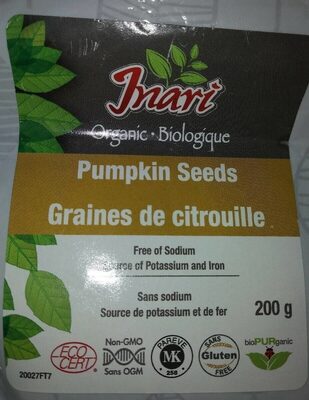 Inari
Organic • Biologique
Pumpkin Seeds
Graines de citrouille
Free of Sodium
Source of Potassium and Iron
Sans sodium
Source de potassium et de fer
200 g
ECO CERT
Non-GMO
Sans OGM
PAREVE
MK
256
SANS
Gluten
FREE
bioPURganic
20027FT7